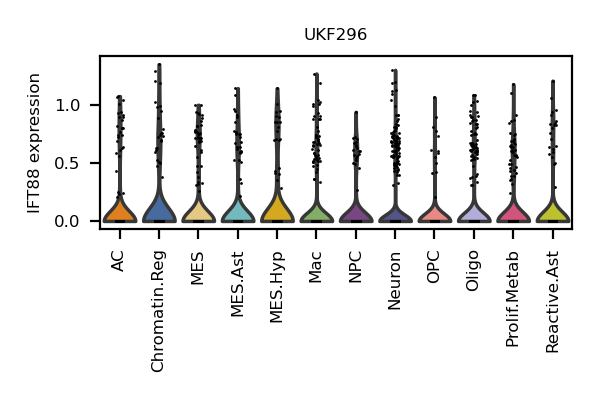 UKF296
IFT88 expression
1.0
0.5
0.0
AC
Chromatin.Reg
MES
MES.Ast
MES.Hyp
Mac
NPC
Neuron
OPC
Oligo
Prolif.Metab
Reactive.Ast